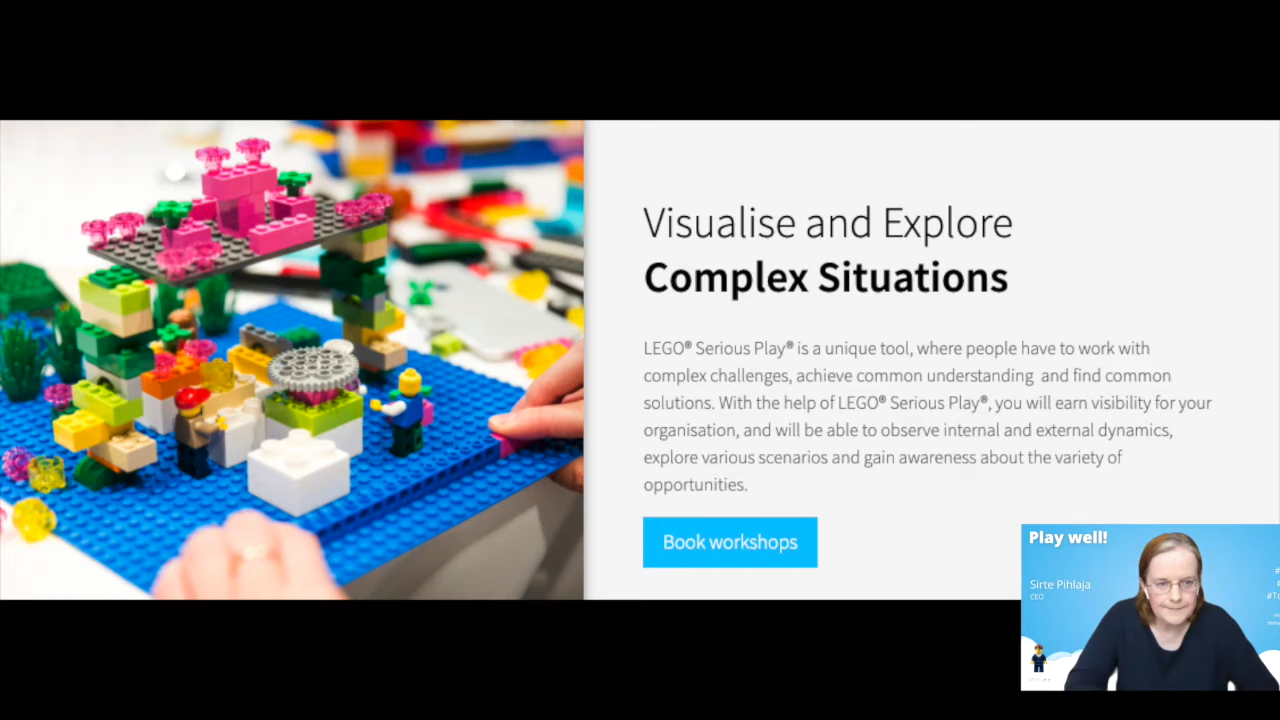 Visualise and Explore
Complex Situations
LEGO® Serious Play® is a unique tool, where people have to work with
complex challenges, achieve common understanding and find common
solutions. With the help of LEGO® Serious Play®, you will earn visibility for your
organisation, and will be able to observe internal and external dynamics,
explore various scenarios and gain awareness about the variety of
opportunities.
Book workshops
Play well!
Sirte Pihlaja
CEO